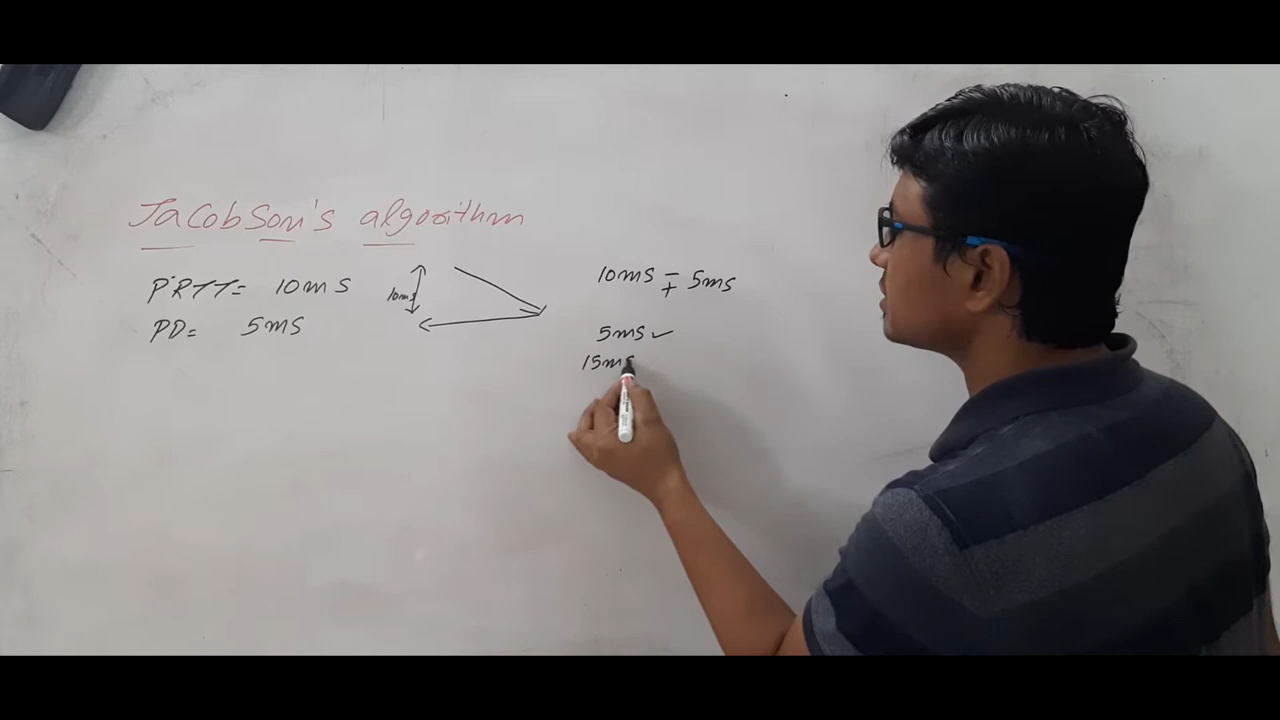 Jacobson's algorithm
PRTT= 10ms
PD= 5ms
10ms
10ms ∓ 5ms
5ms ✓
15ms